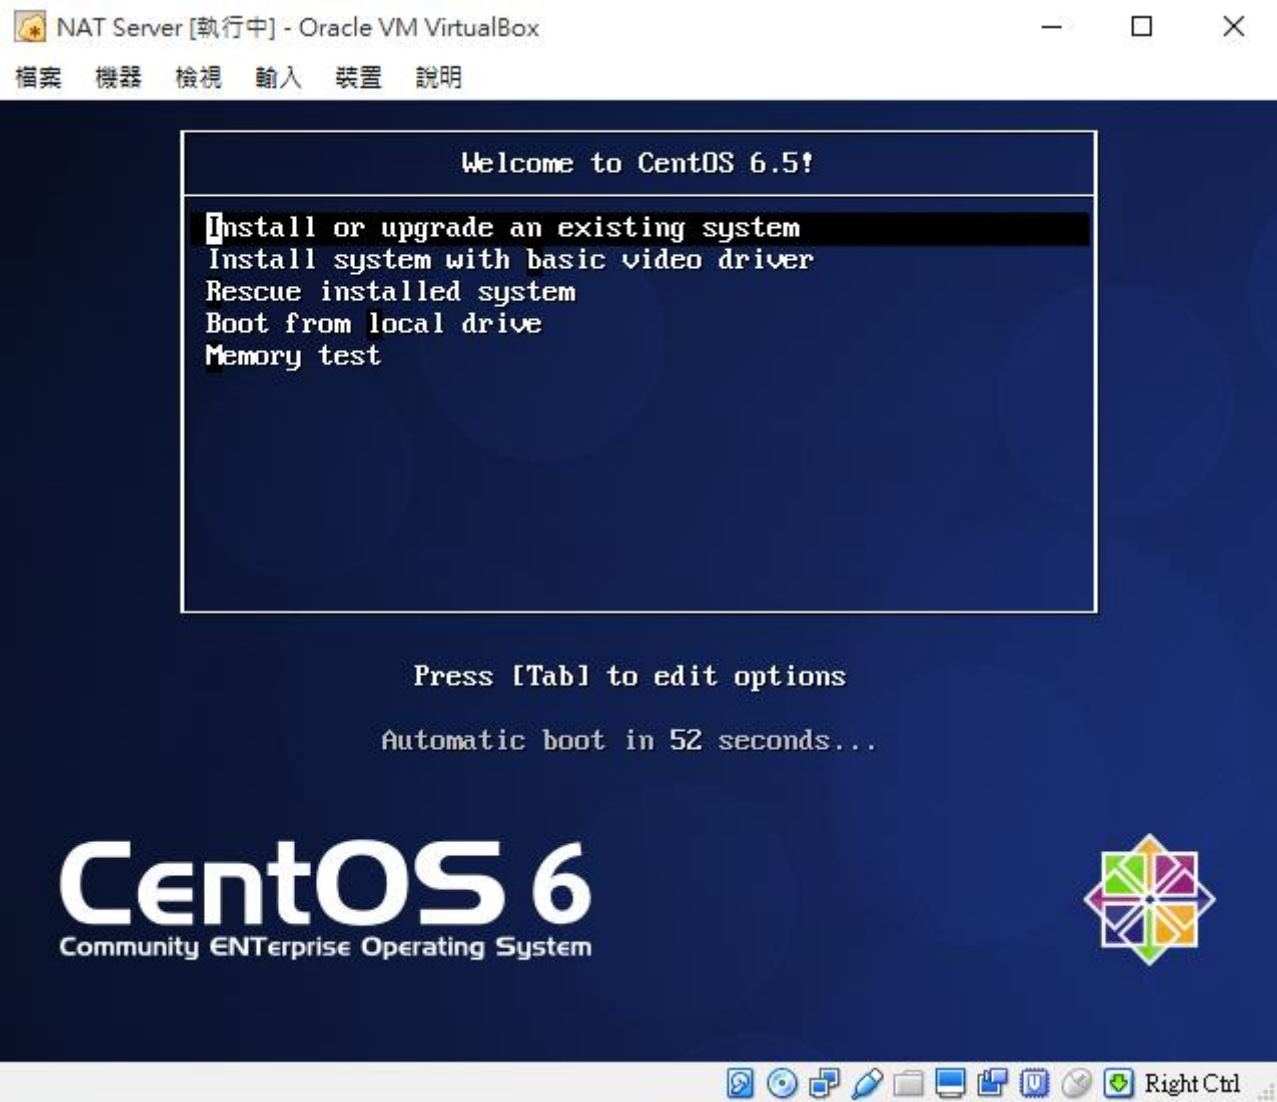 NAT Server [執行中] - Oracle VM VirtualBox
檔案 機器 檢視 輸入 裝置 說明
Welcome to CentOS 6.5!
Install or upgrade an existing system
Install system with basic video driver
Rescue installed system
Boot from local drive
Memory test
Press [Tab] to edit options
Automatic boot in 52 seconds...
CentOS 6
Community ENTerprise Operating System
Right Ctrl